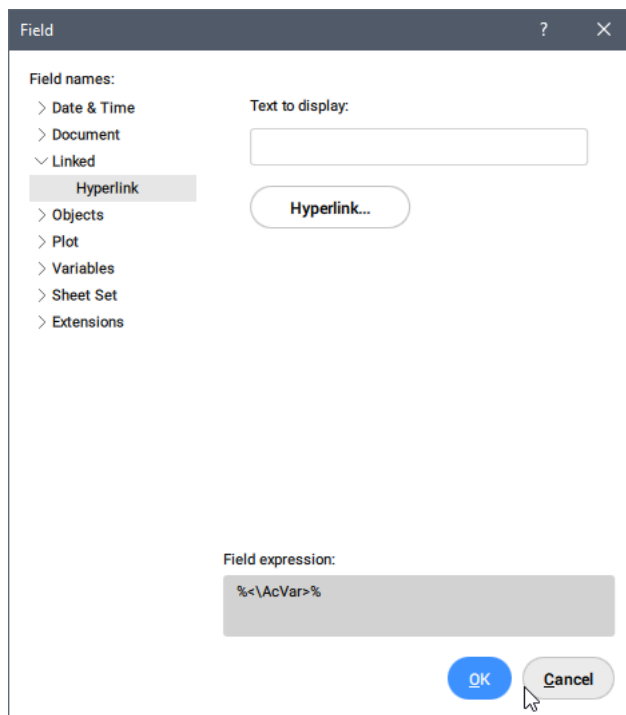 Field ?
Field names:
Date & Time
Document
Linked
Hyperlink
Objects
Plot
Variables
Sheet Set
Extensions
Text to display:
Hyperlink...
Field expression:
%<\AcVar>%
OK Cancel